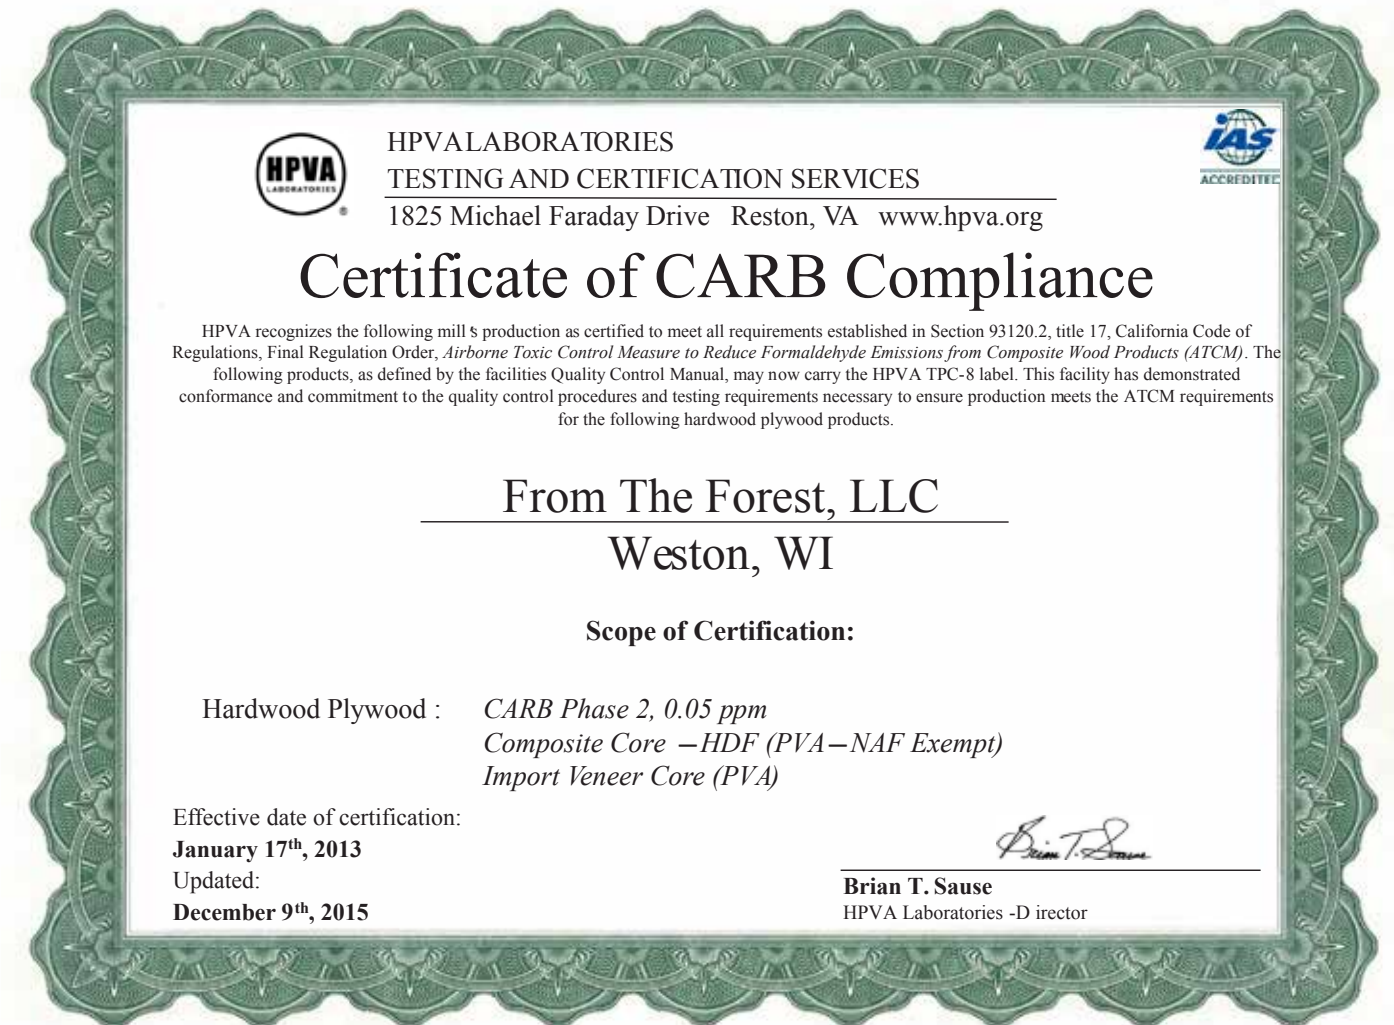 HPVA
LABORATORIES
®
HPVA LABORATORIES
TESTING AND CERTIFICATION SERVICES
1825 Michael Faraday Drive Reston, VA www.hpva.org
IAS
ACCREDITED
Certificate of CARB Compliance
HPVA recognizes the following mill's production as certified to meet all requirements established in Section 93120.2, title 17, California Code of
Regulations, Final Regulation Order, Airborne Toxic Control Measure to Reduce Formaldehyde Emissions from Composite Wood Products (ATCM). The
following products, as defined by the facilities Quality Control Manual, may now carry the HPVA TPC-8 label. This facility has demonstrated
conformance and commitment to the quality control procedures and testing requirements necessary to ensure production meets the ATCM requirements
for the following hardwood plywood products.
From The Forest, LLC
Weston, WI
Scope of Certification:
Hardwood Plywood : CARB Phase 2, 0.05 ppm
Composite Core – HDF (PVA – NAF Exempt)
Import Veneer Core (PVA)
Effective date of certification:
January 17th, 2013
Updated:
December 9th, 2015
Brian T. Sause
Brian T. Sause
HPVA Laboratories -D irector